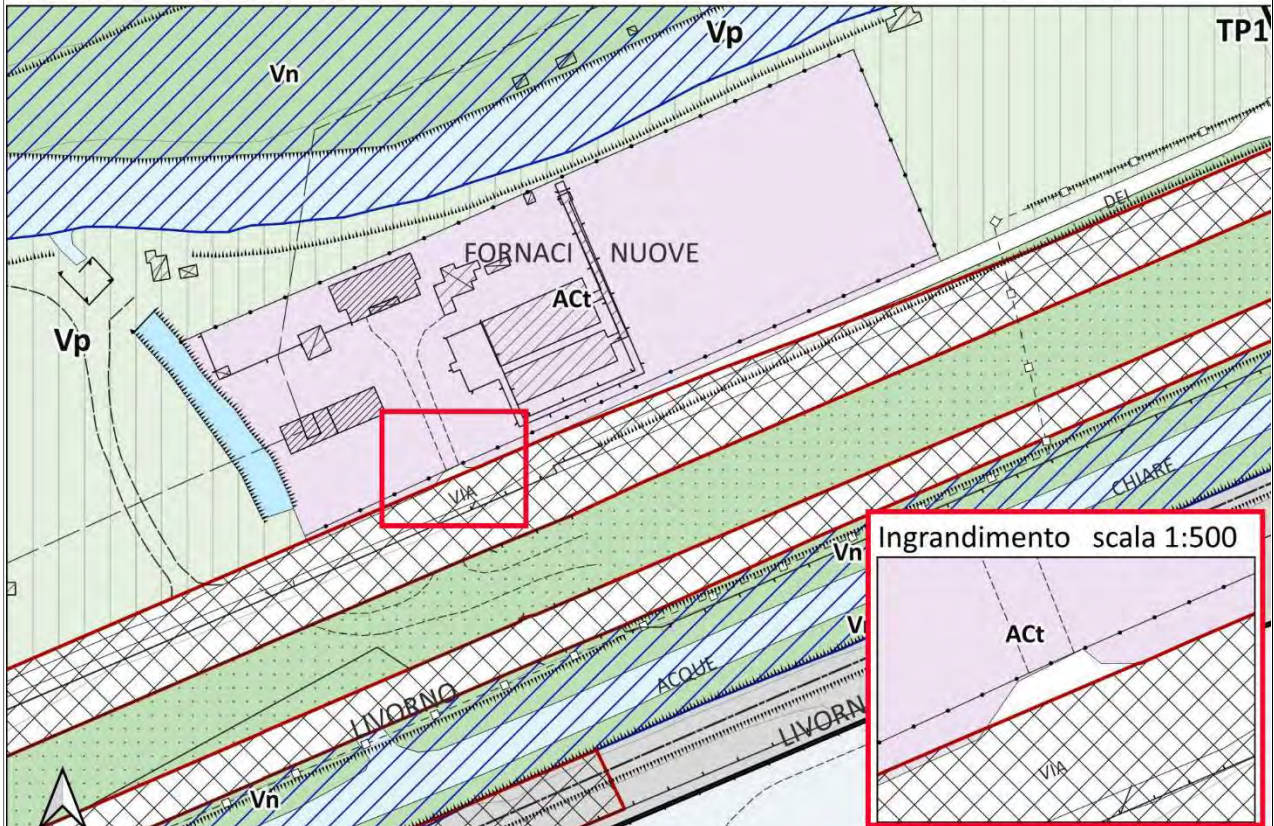 Vp
TP1
Vn
DEI
FORNACI NUOVE
ACt
Vp
VIA
CHIARE
Ingrandimento scala 1:500
Vn
ACt
ACQUE
LIVORNO
LIVORN
VIA
Vn